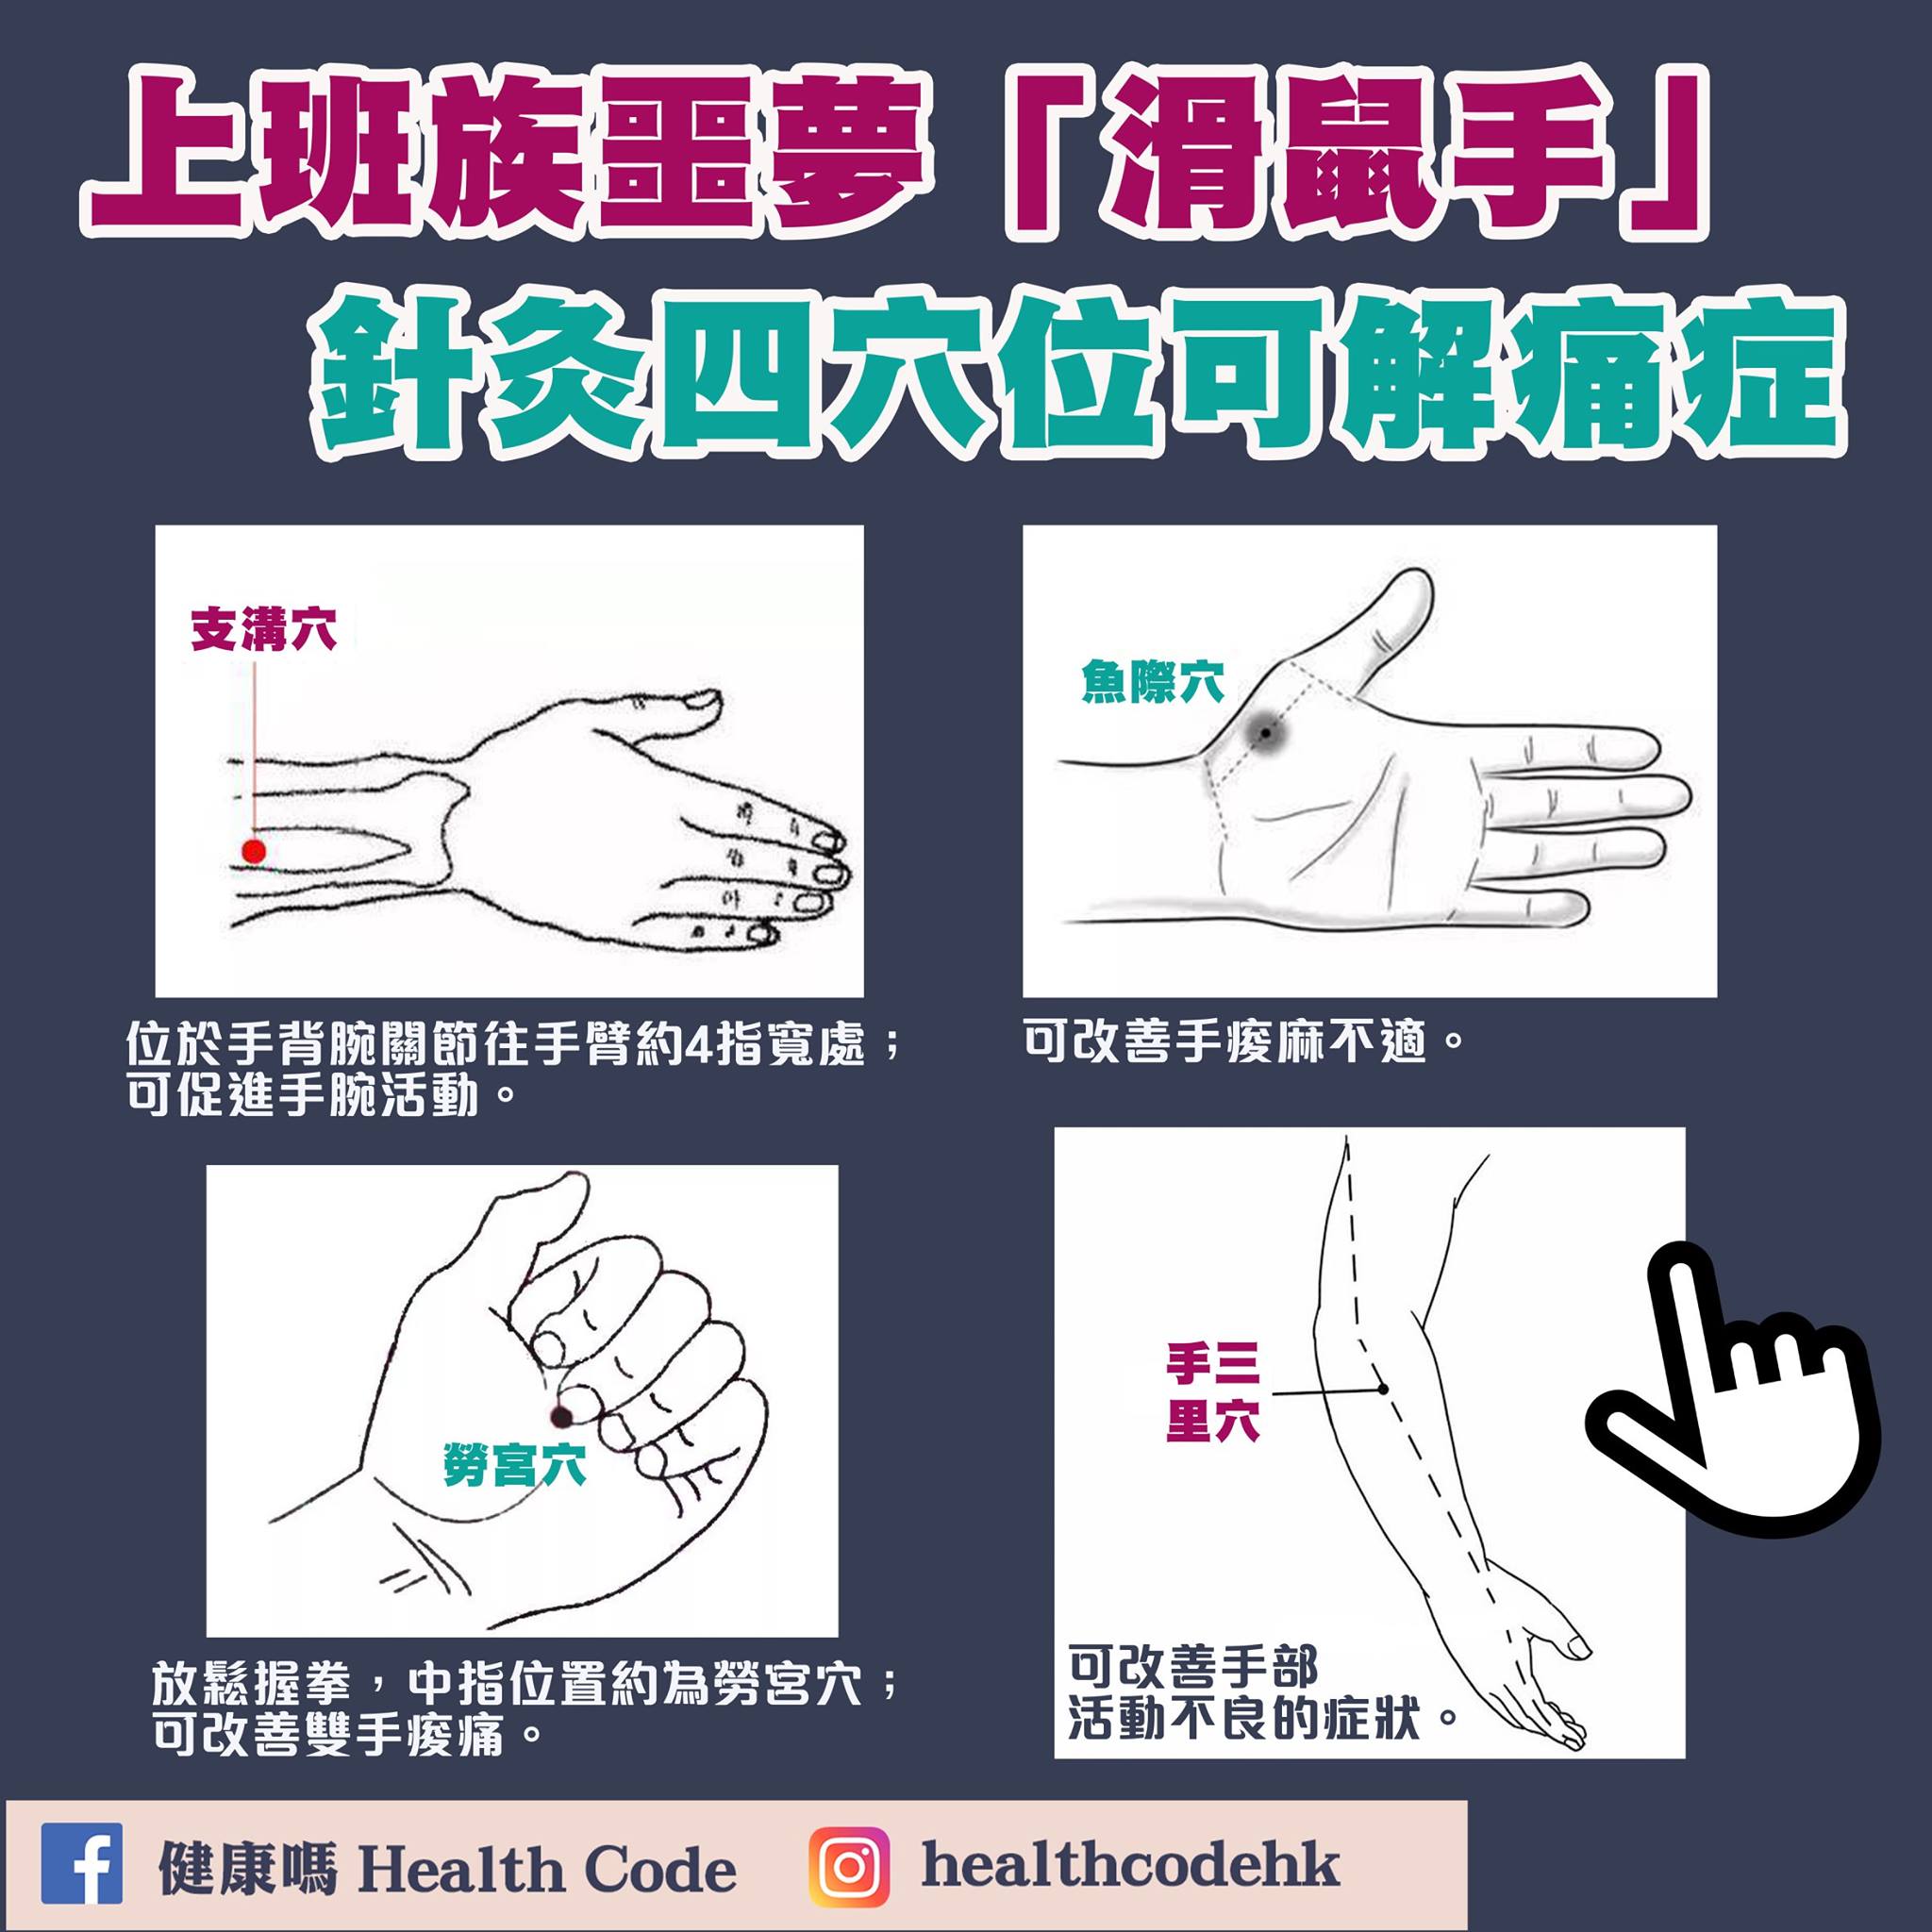 上班族噩夢「滑鼠手」
針灸四穴位可解痛症
支溝穴
位於手背腕關節往手臂約4指寬處；
可促進手腕活動。
魚際穴
可改善手痠麻不適。
勞宮穴
放鬆握拳，中指位置約為勞宮穴；
可改善雙手痠痛。
手三
里穴
可改善手部
活動不良的症狀。
健康嗎 Health Code
healthcodehk